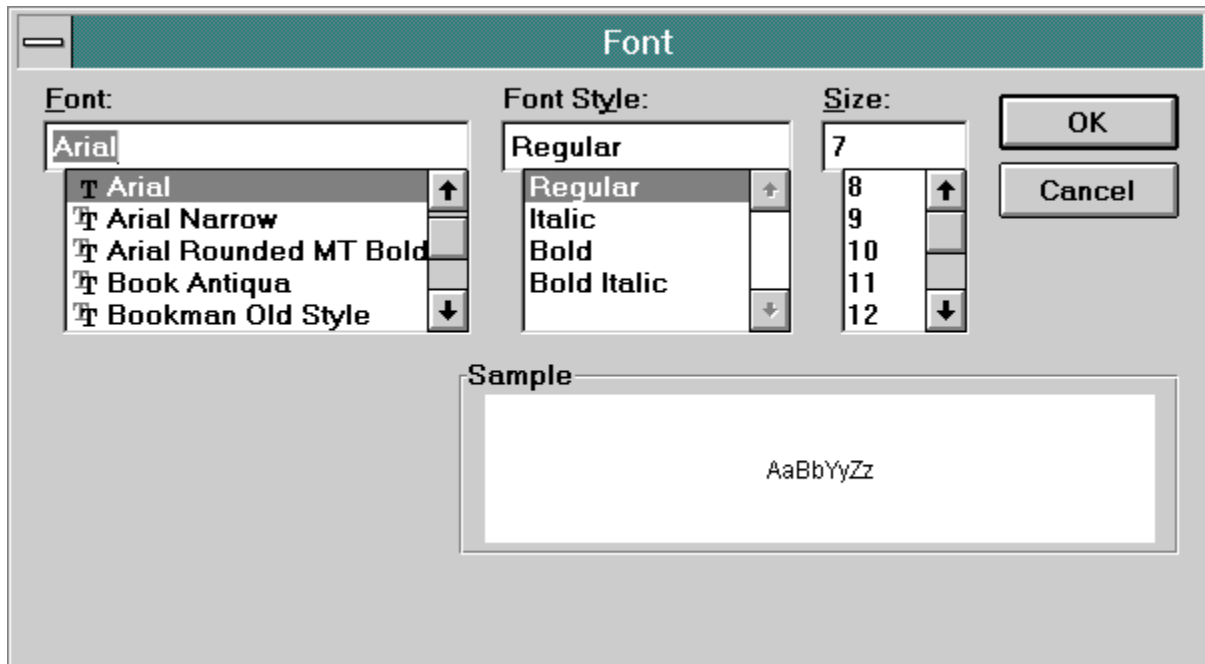 Font
Font: Font Style: Size:
Arial Regular 7 OK
Arial Regular 8 Cancel
Arial Narrow Italic 9
Arial Rounded MT Bold Bold 10
Book Antiqua Bold Italic 11
Bookman Old Style 12
Sample
AaBbYyZz